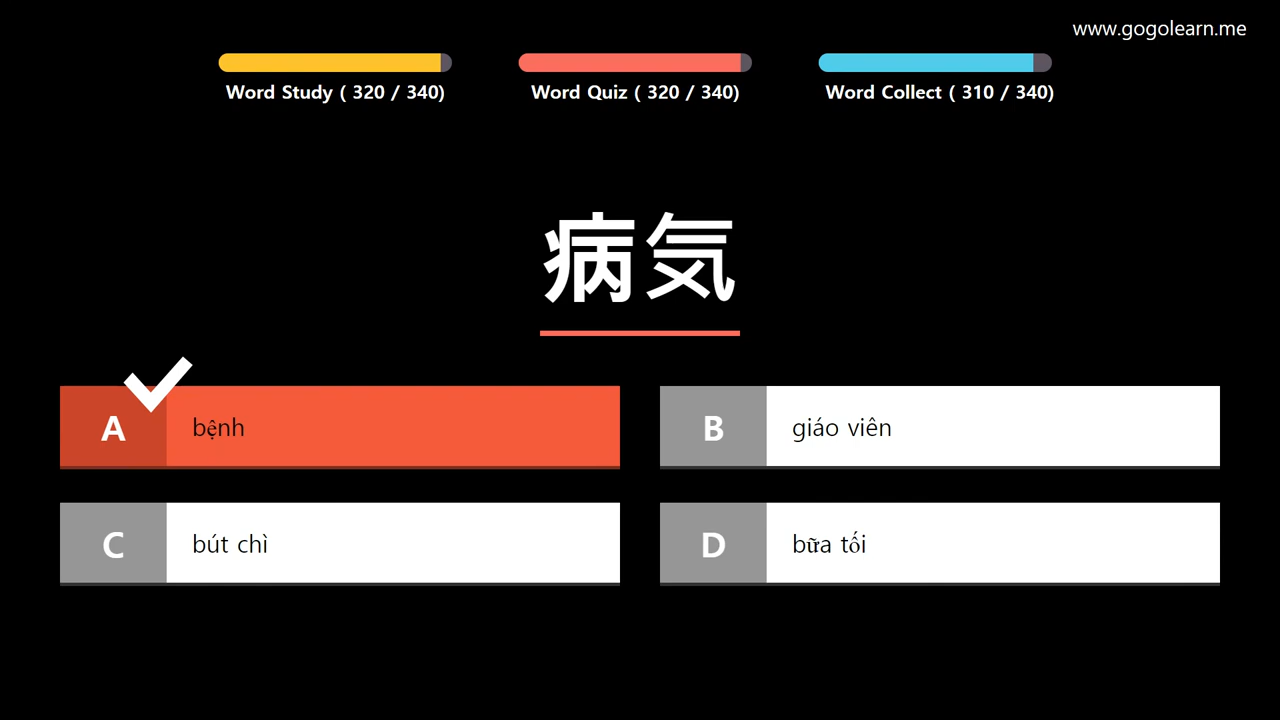 www.gogolearn.me
Word Study ( 320 / 340)
Word Quiz ( 320 / 340)
Word Collect ( 310 / 340)
病気
A bệnh
B giáo viên
C bút chì
D bữa tối